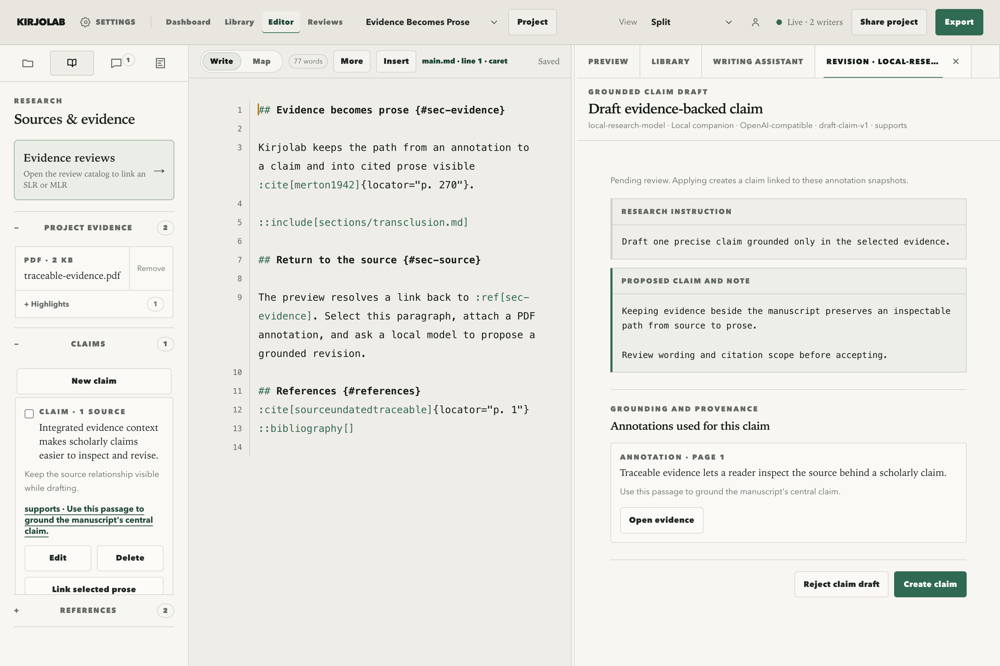 KIRJOLAB
SETTINGS
Dashboard
Library
Editor
Reviews
Evidence Becomes Prose
Project
View
Split
Live · 2 writers
Share project
Export
1
RESEARCH
Sources & evidence
Evidence reviews
Open the review catalog to link an
SLR or MLR
→
– PROJECT EVIDENCE 2
PDF · 2 KB
traceable-evidence.pdf
Remove
+ Highlights 1
– CLAIMS 1
New claim
CLAIM · 1 SOURCE
Integrated evidence context
makes scholarly claims
easier to inspect and revise.
Keep the source relationship visible
while drafting.
supports · Use this passage to
ground the manuscript's central
claim.
Edit
Delete
Link selected prose
+ REFERENCES 2
Write
Map
77 words
More
Insert
main.md · line 1 · caret
Saved
1 ## Evidence becomes prose {#sec-evidence}
2
3 Kirjolab keeps the path from an annotation to
a claim and into cited prose visible
:cite[merton1942]{locator="p. 270"}.
4
5 ::include[sections/transclusion.md]
6
7 ## Return to the source {#sec-source}
8
9 The preview resolves a link back to :ref[sec-
evidence]. Select this paragraph, attach a PDF
annotation, and ask a local model to propose a
grounded revision.
10
11 ## References {#references}
12 :cite[sourceundatedtraceable]{locator="p. 1"}
13 ::bibliography[]
14
PREVIEW
LIBRARY
WRITING ASSISTANT
REVISION · LOCAL-RESE...
×
GROUNDED CLAIM DRAFT
Draft evidence-backed claim
local-research-model · Local companion · OpenAI-compatible · draft-claim-v1 · supports
Pending review. Applying creates a claim linked to these annotation snapshots.
RESEARCH INSTRUCTION
Draft one precise claim grounded only in the selected evidence.
PROPOSED CLAIM AND NOTE
Keeping evidence beside the manuscript preserves an inspectable
path from source to prose.
Review wording and citation scope before accepting.
GROUNDING AND PROVENANCE
Annotations used for this claim
ANNOTATION · PAGE 1
Traceable evidence lets a reader inspect the source behind a scholarly claim.
Use this passage to ground the manuscript's central claim.
Open evidence
Reject claim draft
Create claim